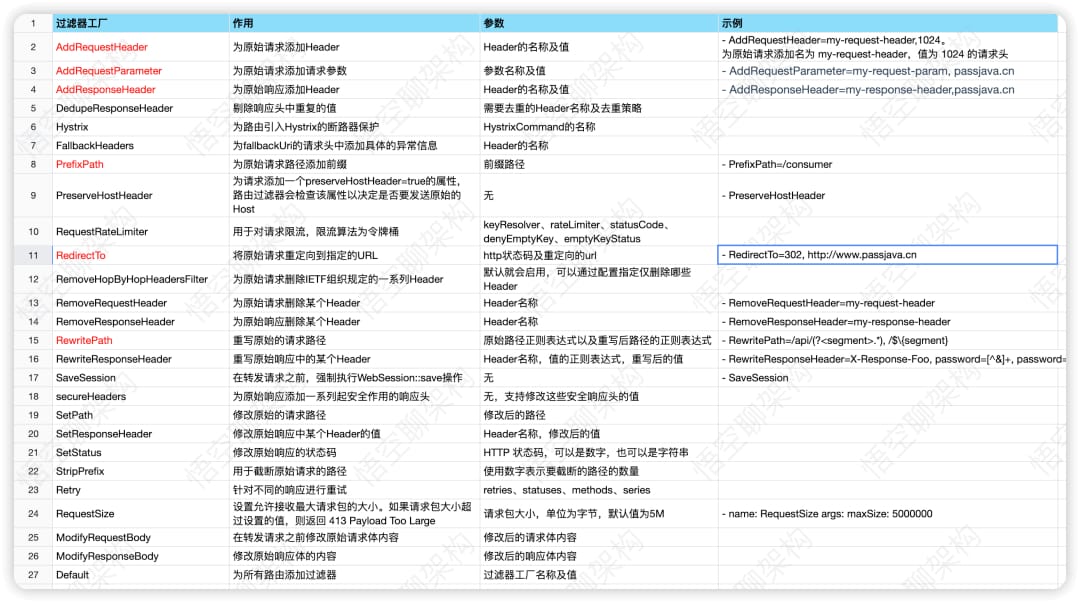 1 过滤器工厂 作用 参数 示例
2 AddRequestHeader 为原始请求添加Header Header的名称及值 - AddRequestHeader=my-request-header,1024。
为原始请求添加名为 my-request-header，值为 1024 的请求头
3 AddRequestParameter 为原始请求添加请求参数 参数名称及值 - AddRequestParameter=my-request-param, passjava.cn
4 AddResponseHeader 为原始响应添加Header Header的名称及值 - AddResponseHeader=my-response-header,passjava.cn
5 DedupeResponseHeader 剔除响应头中重复的值 需要去重的Header名称及去重策略
6 Hystrix 为路由引入Hystrix的断路器保护 HystrixCommand的名称
7 FallbackHeaders 为fallbackUri的请求头中添加具体的异常信息 Header的名称
8 PrefixPath 为原始请求路径添加前缀 前缀路径 - PrefixPath=/consumer
9 PreserveHostHeader 为请求添加一个preserveHostHeader=true的属性，
路由过滤器会检查该属性以决定是否要发送原始的
Host 无 - PreserveHostHeader
10 RequestRateLimiter 用于对请求限流，限流算法为令牌桶 keyResolver、rateLimiter、statusCode、
denyEmptyKey、emptyKeyStatus
11 RedirectTo 将原始请求重定向到指定的URL http状态码及重定向的url - RedirectTo=302, http://www.passjava.cn
12 RemoveHopByHopHeadersFilter 为原始请求删除IETF组织规定的一系列Header 默认就会启用，可以通过配置指定仅删除哪些
Header
13 RemoveRequestHeader 为原始请求删除某个Header Header名称 - RemoveRequestHeader=my-request-header
14 RemoveResponseHeader 为原始响应删除某个Header Header名称 - RemoveResponseHeader=my-response-header
15 RewritePath 重写原始的请求路径 原始路径正则表达式以及重写后路径的正则表达式 - RewritePath=/api/(?<segment>.*), /$\{segment}
16 RewriteResponseHeader 重写原始响应中的某个Header Header名称，值的正则表达式，重写后的值 - RewriteResponseHeader=X-Response-Foo, password=[^&]+, password=
17 SaveSession 在转发请求之前，强制执行WebSession::save操作 无 - SaveSession
18 secureHeaders 为原始响应添加一系列起安全作用的响应头 无，支持修改这些安全响应头的值
19 SetPath 修改原始的请求路径 修改后的路径
20 SetResponseHeader 修改原始响应中某个Header的值 Header名称，修改后的值
21 SetStatus 修改原始响应的状态码 HTTP 状态码，可以是数字，也可以是字符串
22 StripPrefix 用于截断原始请求的路径 使用数字表示要截断的路径的数量
23 Retry 针对不同的响应进行重试 retries、statuses、methods、series
24 RequestSize 设置允许接收最大请求包的大小。如果请求包大小超
过设置的值，则返回 413 Payload Too Large 请求包大小，单位为字节，默认值为5M - name: RequestSize args: maxSize: 5000000
25 ModifyRequestBody 在转发请求之前修改原始请求体内容 修改后的请求体内容
26 ModifyResponseBody 修改原始响应体的内容 修改后的响应体内容
27 Default 为所有路由添加过滤器 过滤器工厂名称及值
悟空聊架构